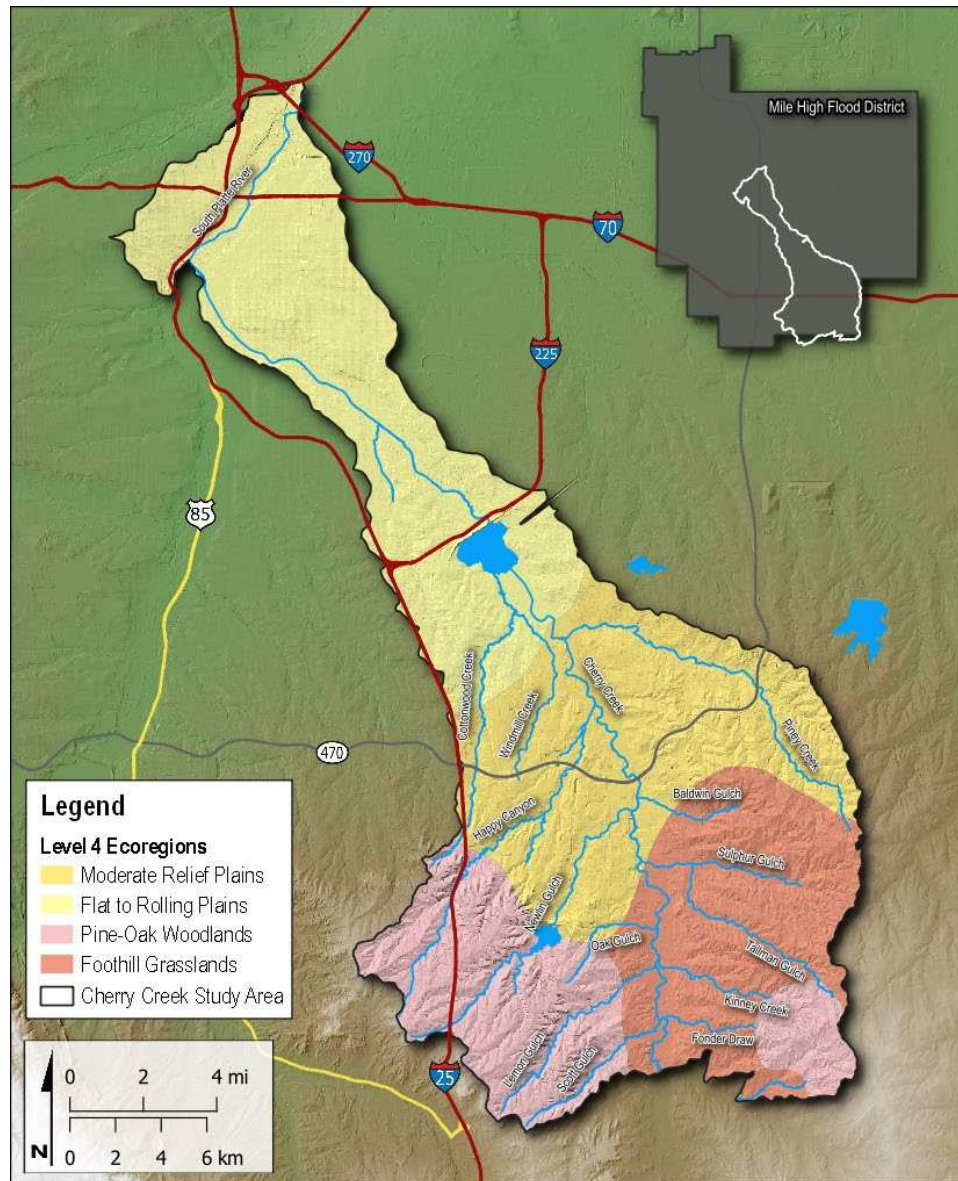 Mile High Flood District
270
South Platte River
70
225
85
Cottonwood Creek
Windmill Creek
Cherry Creek
Piney Creek
470
Baldwin Gulch
Happy Canyon
Sulphur Gulch
Newlin Gulch
Oak Gulch
Tallman Gulch
Kinney Creek
Fonder Draw
Lemon Gulch
Scott Gulch
25
Legend
Level 4 Ecoregions
Moderate Relief Plains
Flat to Rolling Plains
Pine-Oak Woodlands
Foothill Grasslands
Cherry Creek Study Area
0 2 4 mi
N
0 2 4 6 km